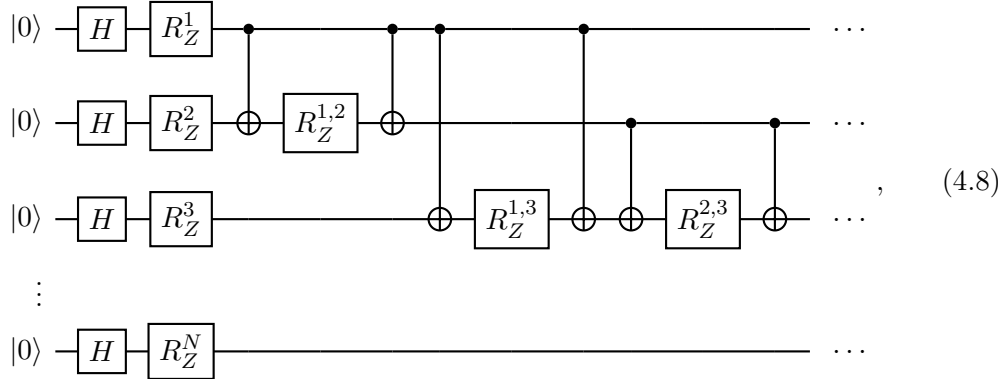 |0⟩ H R_Z^1 ⋯
|0⟩ H R_Z^2 R_Z^{1,2} ⋯
|0⟩ H R_Z^3 R_Z^{1,3} R_Z^{2,3} ⋯ , (4.8)
⋮
|0⟩ H R_Z^N ⋯